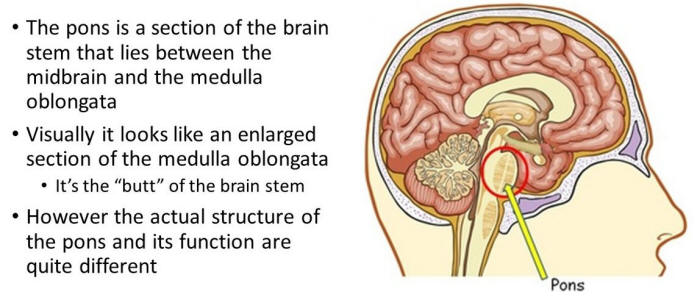 • The pons is a section of the brain
stem that lies between the
midbrain and the medulla
oblongata
• Visually it looks like an enlarged
section of the medulla oblongata
• It's the “butt” of the brain stem
• However the actual structure of
the pons and its function are
quite different
Pons